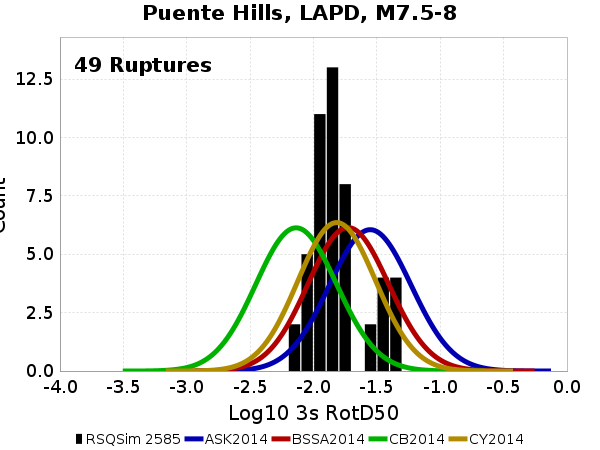 Puente Hills, LAPD, M7.5-8
49 Ruptures
12.5
10.0
7.5
5.0
2.5
0.0
Count
-4.0 -3.5 -3.0 -2.5 -2.0 -1.5 -1.0 -0.5 0.0
Log10 3s RotD50
RSQSim 2585 ASK2014 BSSA2014 CB2014 CY2014